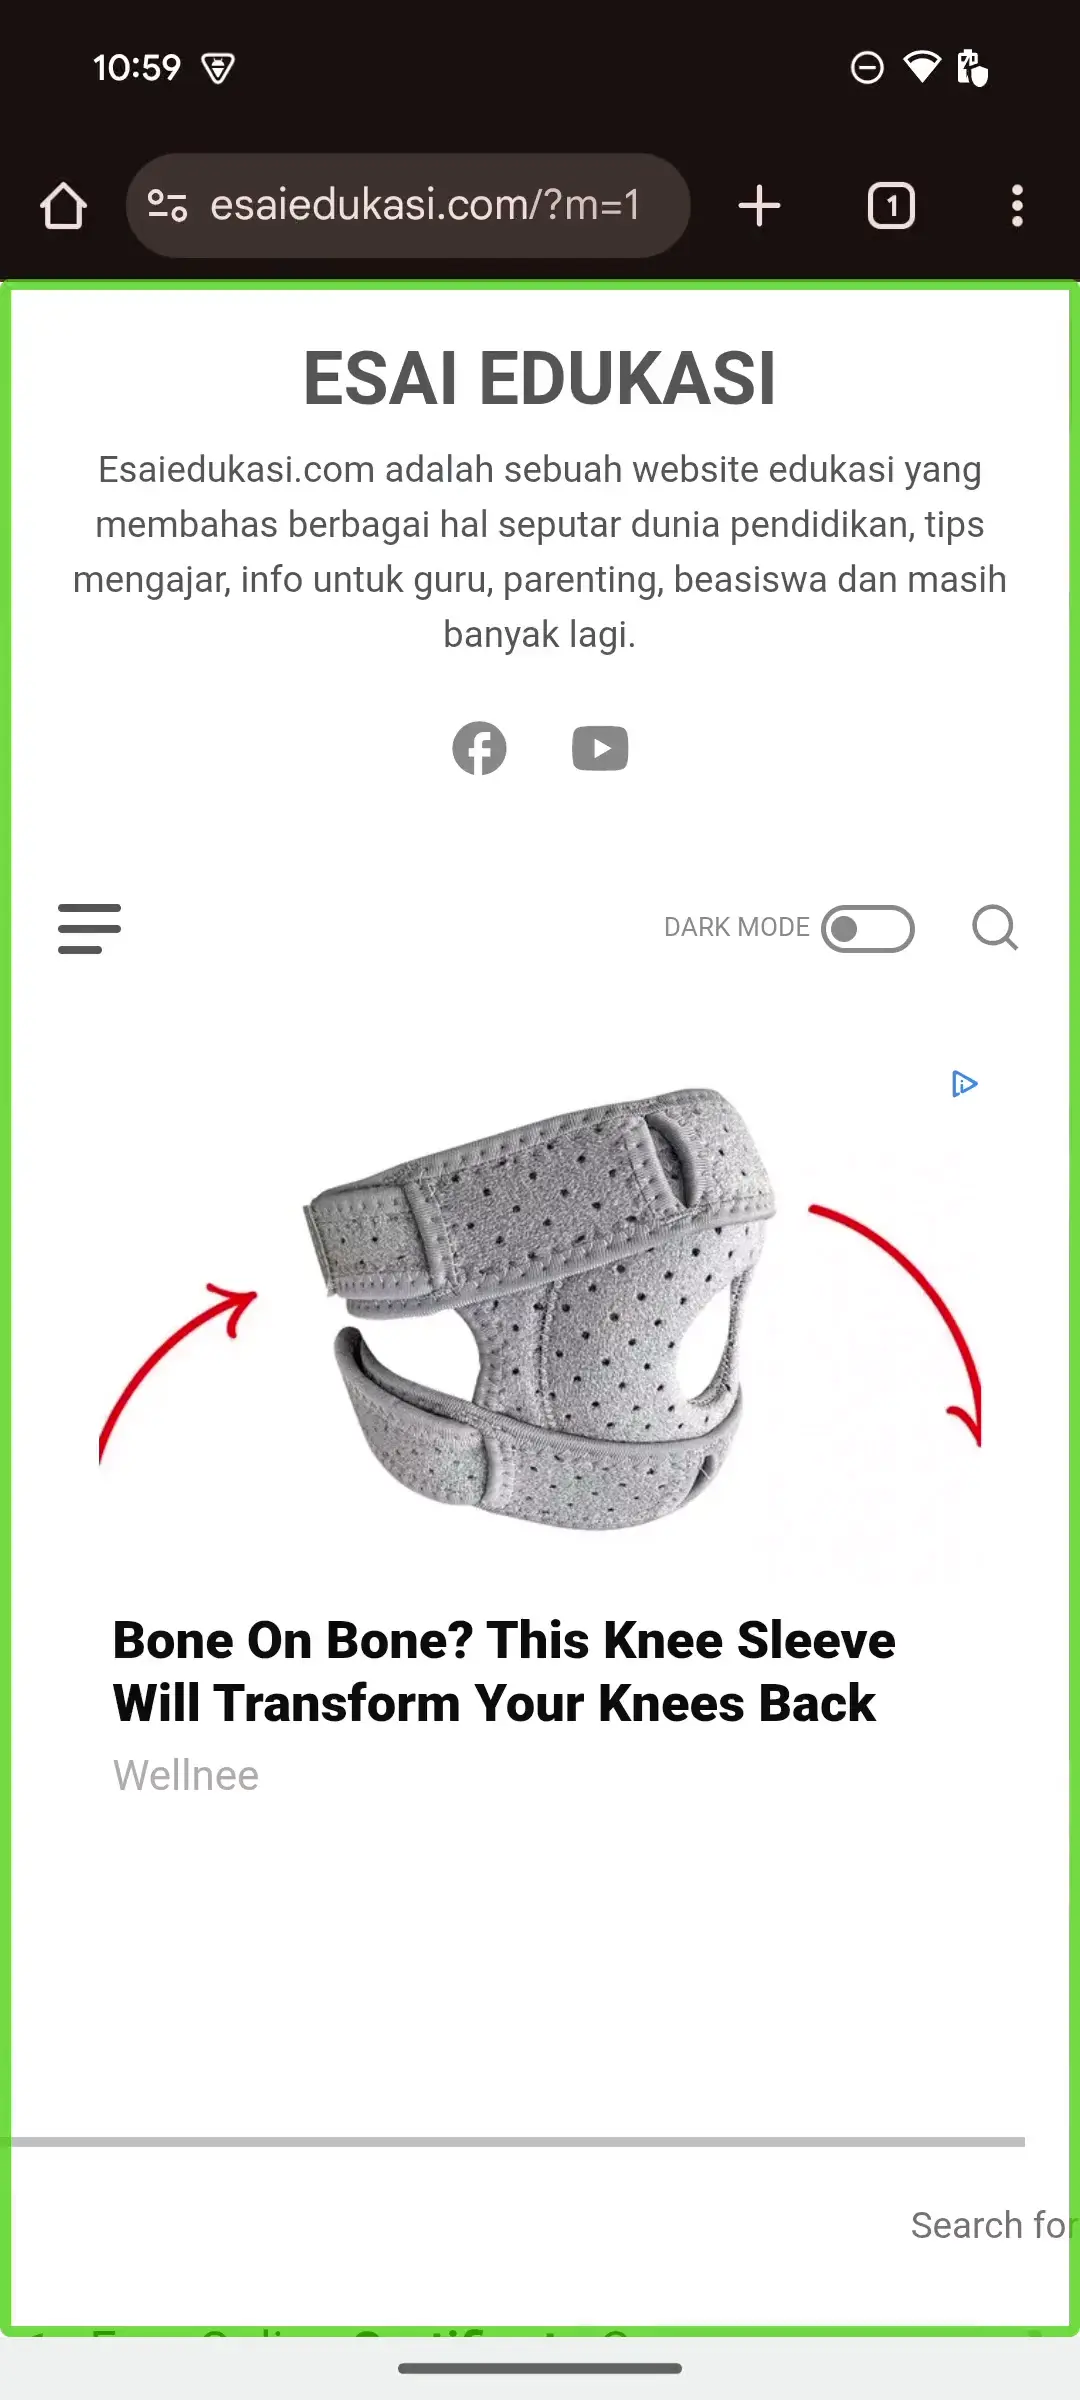 10:59
esaiedukasi.com/?m=1
1
ESAI EDUKASI
Esaiedukasi.com adalah sebuah website edukasi yang
membahas berbagai hal seputar dunia pendidikan, tips
mengajar, info untuk guru, parenting, beasiswa dan masih
banyak lagi.
DARK MODE
Bone On Bone? This Knee Sleeve
Will Transform Your Knees Back
Wellnee
Search for